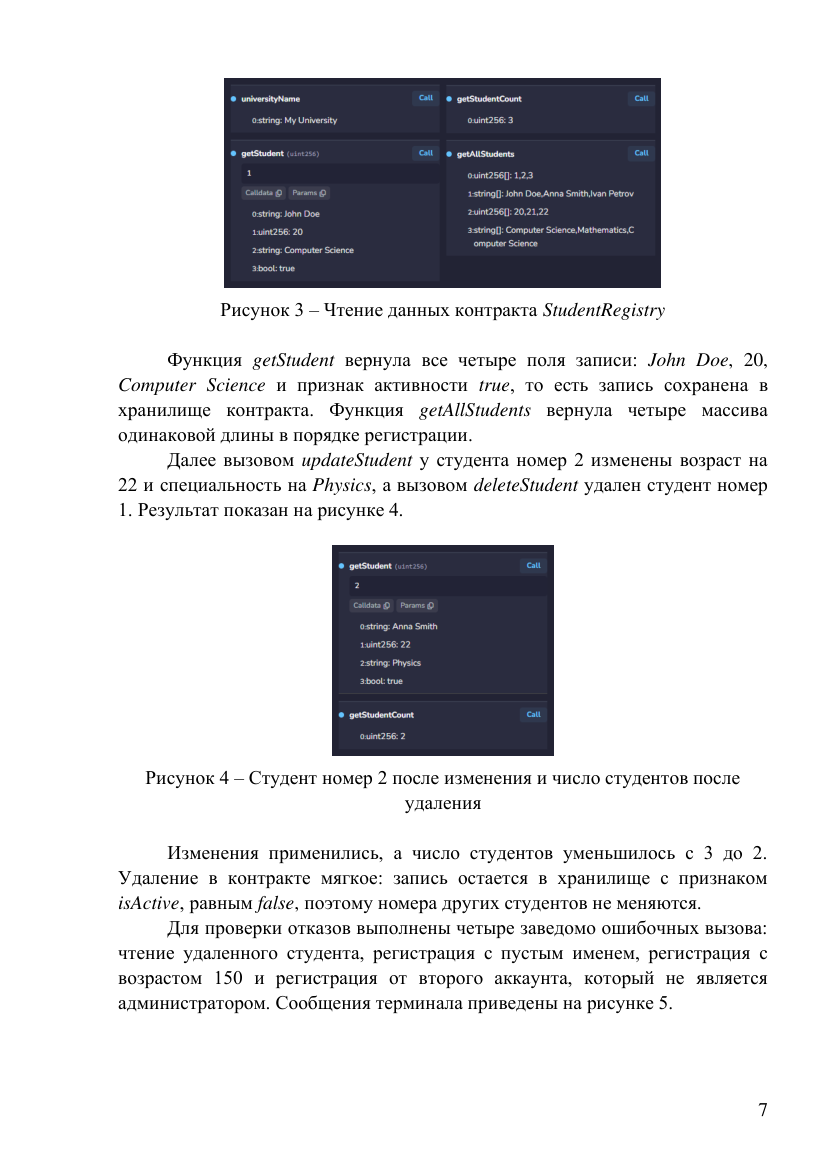 universityName Call
0:string: My University
getStudent (uint256) Call
1
Calldata Params
0:string: John Doe
1:uint256: 20
2:string: Computer Science
3:bool: true
getStudentCount Call
0:uint256: 3
getAllStudents Call
0:uint256[]: 1,2,3
1:string[]: John Doe,Anna Smith,Ivan Petrov
2:uint256[]: 20,21,22
3:string[]: Computer Science,Mathematics,C
omputer Science
Рисунок 3 – Чтение данных контракта StudentRegistry
Функция getStudent вернула все четыре поля записи: John Doe, 20,
Computer Science и признак активности true, то есть запись сохранена в
хранилище контракта. Функция getAllStudents вернула четыре массива
одинаковой длины в порядке регистрации.
Далее вызовом updateStudent у студента номер 2 изменены возраст на
22 и специальность на Physics, а вызовом deleteStudent удален студент номер
1. Результат показан на рисунке 4.
getStudent (uint256) Call
2
Calldata Params
0:string: Anna Smith
1:uint256: 22
2:string: Physics
3:bool: true
getStudentCount Call
0:uint256: 2
Рисунок 4 – Студент номер 2 после изменения и число студентов после
удаления
Изменения применились, а число студентов уменьшилось с 3 до 2.
Удаление в контракте мягкое: запись остается в хранилище с признаком
isActive, равным false, поэтому номера других студентов не меняются.
Для проверки отказов выполнены четыре заведомо ошибочных вызова:
чтение удаленного студента, регистрация с пустым именем, регистрация с
возрастом 150 и регистрация от второго аккаунта, который не является
администратором. Сообщения терминала приведены на рисунке 5.
7